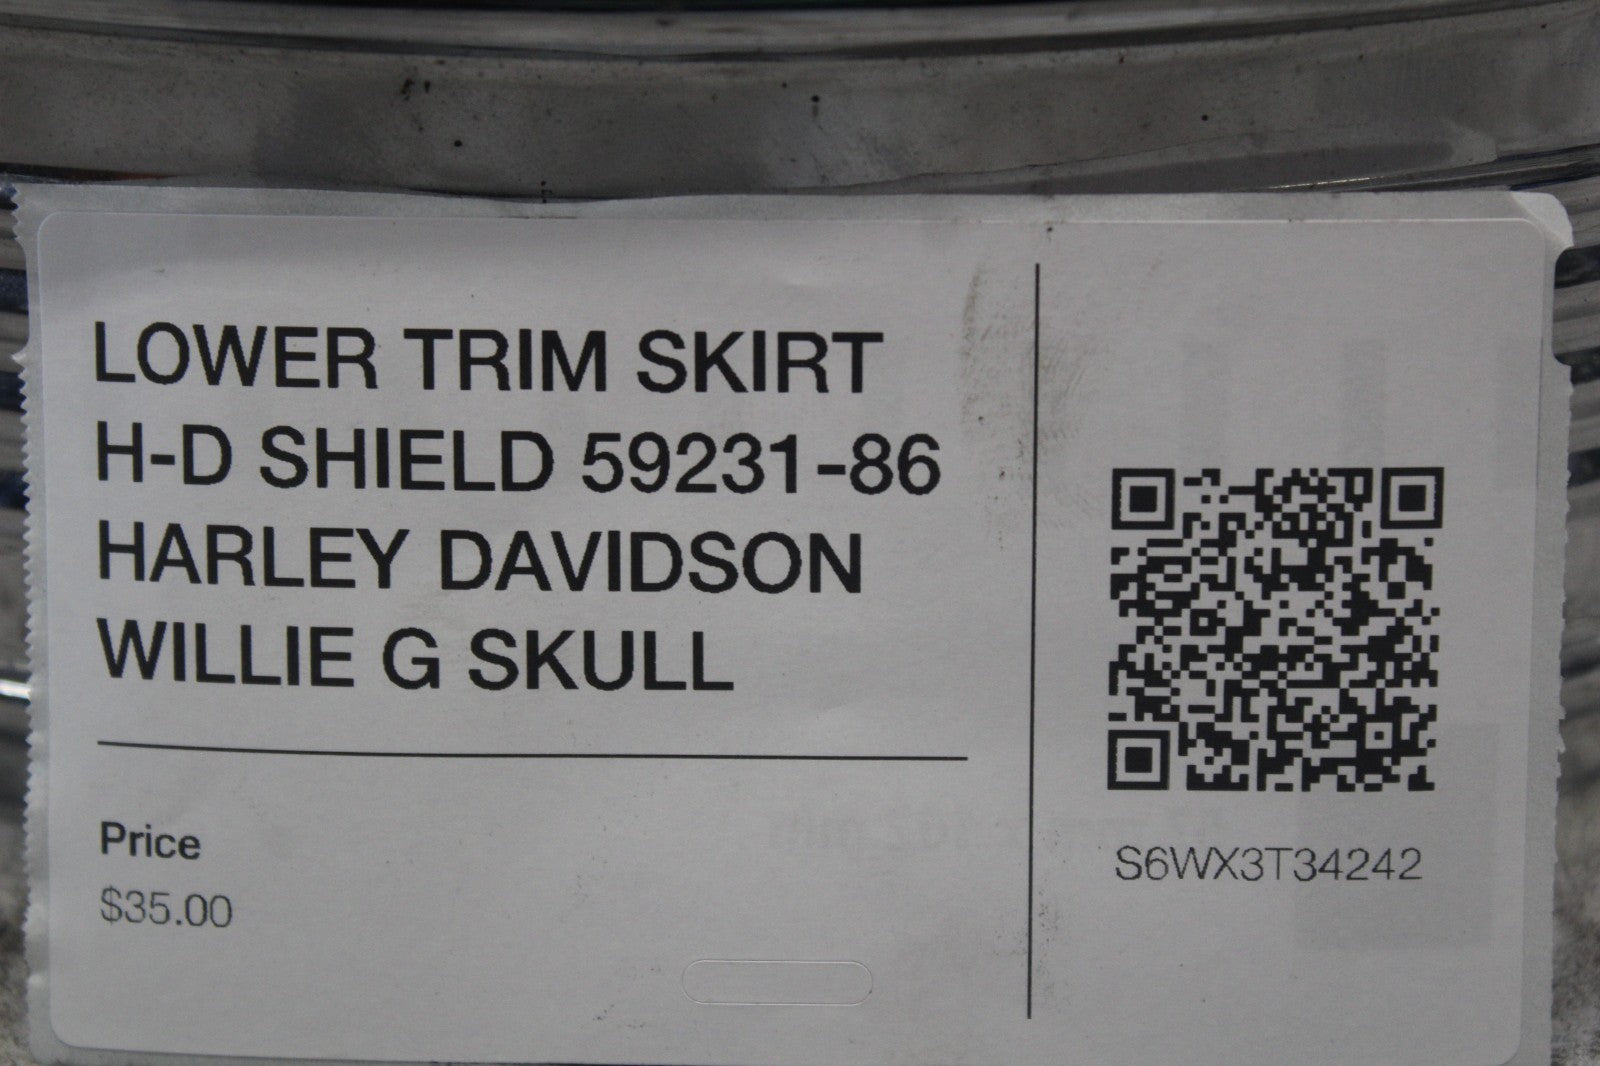 LOWER TRIM SKIRT
H-D SHIELD 59231-86
HARLEY DAVIDSON
WILLIE G SKULL
Price
$35.00
S6WX3T34242